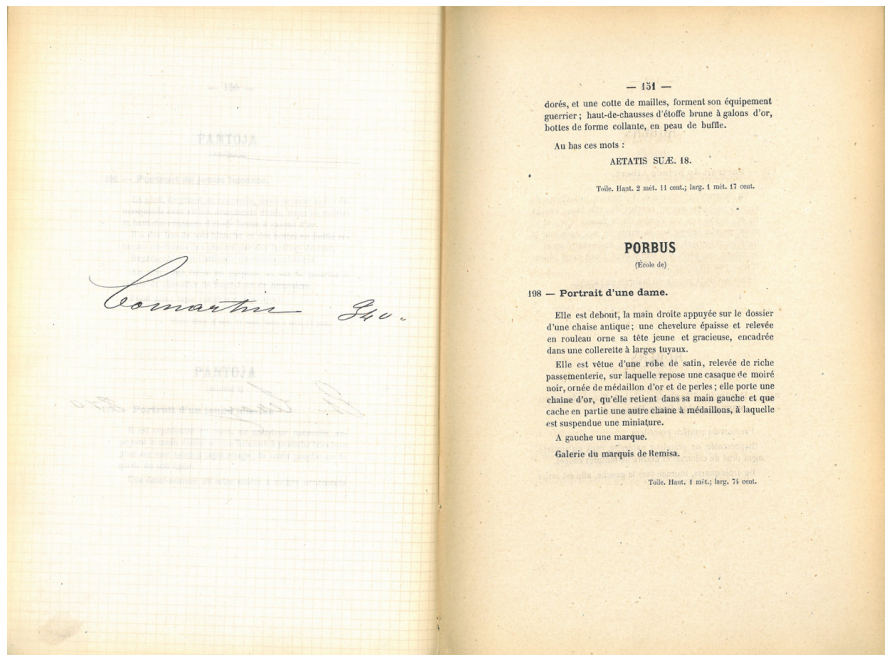 Comartin
— 151 —
dorés, et une cotte de mailles, forment son équipement
guerrier ; haut-de-chausses d'étoffe brune à galons d'or,
bottes de forme collante, en peau de buffle.
Au bas ces mots :
AETATIS SUÆ. 18.
Toile. Haut. 2 mèt. 11 cent.; larg. 1 mèt. 17 cent.
PORBUS
(École de)
198 — Portrait d'une dame.
Elle est debout, la main droite appuyée sur le dossier
d'une chaise antique ; une chevelure épaisse et relevée
en rouleau orne sa tête jeune et gracieuse, encadrée
dans une collerette à larges tuyaux.
Elle est vêtue d'une robe de satin, relevée de riche
passementerie, sur laquelle repose une casaque de moiré
noir, ornée de médaillon d'or et de perles ; elle porte une
chaîne d'or, qu'elle retient dans sa main gauche et que
cache en partie une autre chaîne à médaillons, à laquelle
est suspendue une miniature.
A gauche une marque.
Galerie du marquis de Remisa.
Toile. Haut. 1 mèt.; larg. 74 cent.